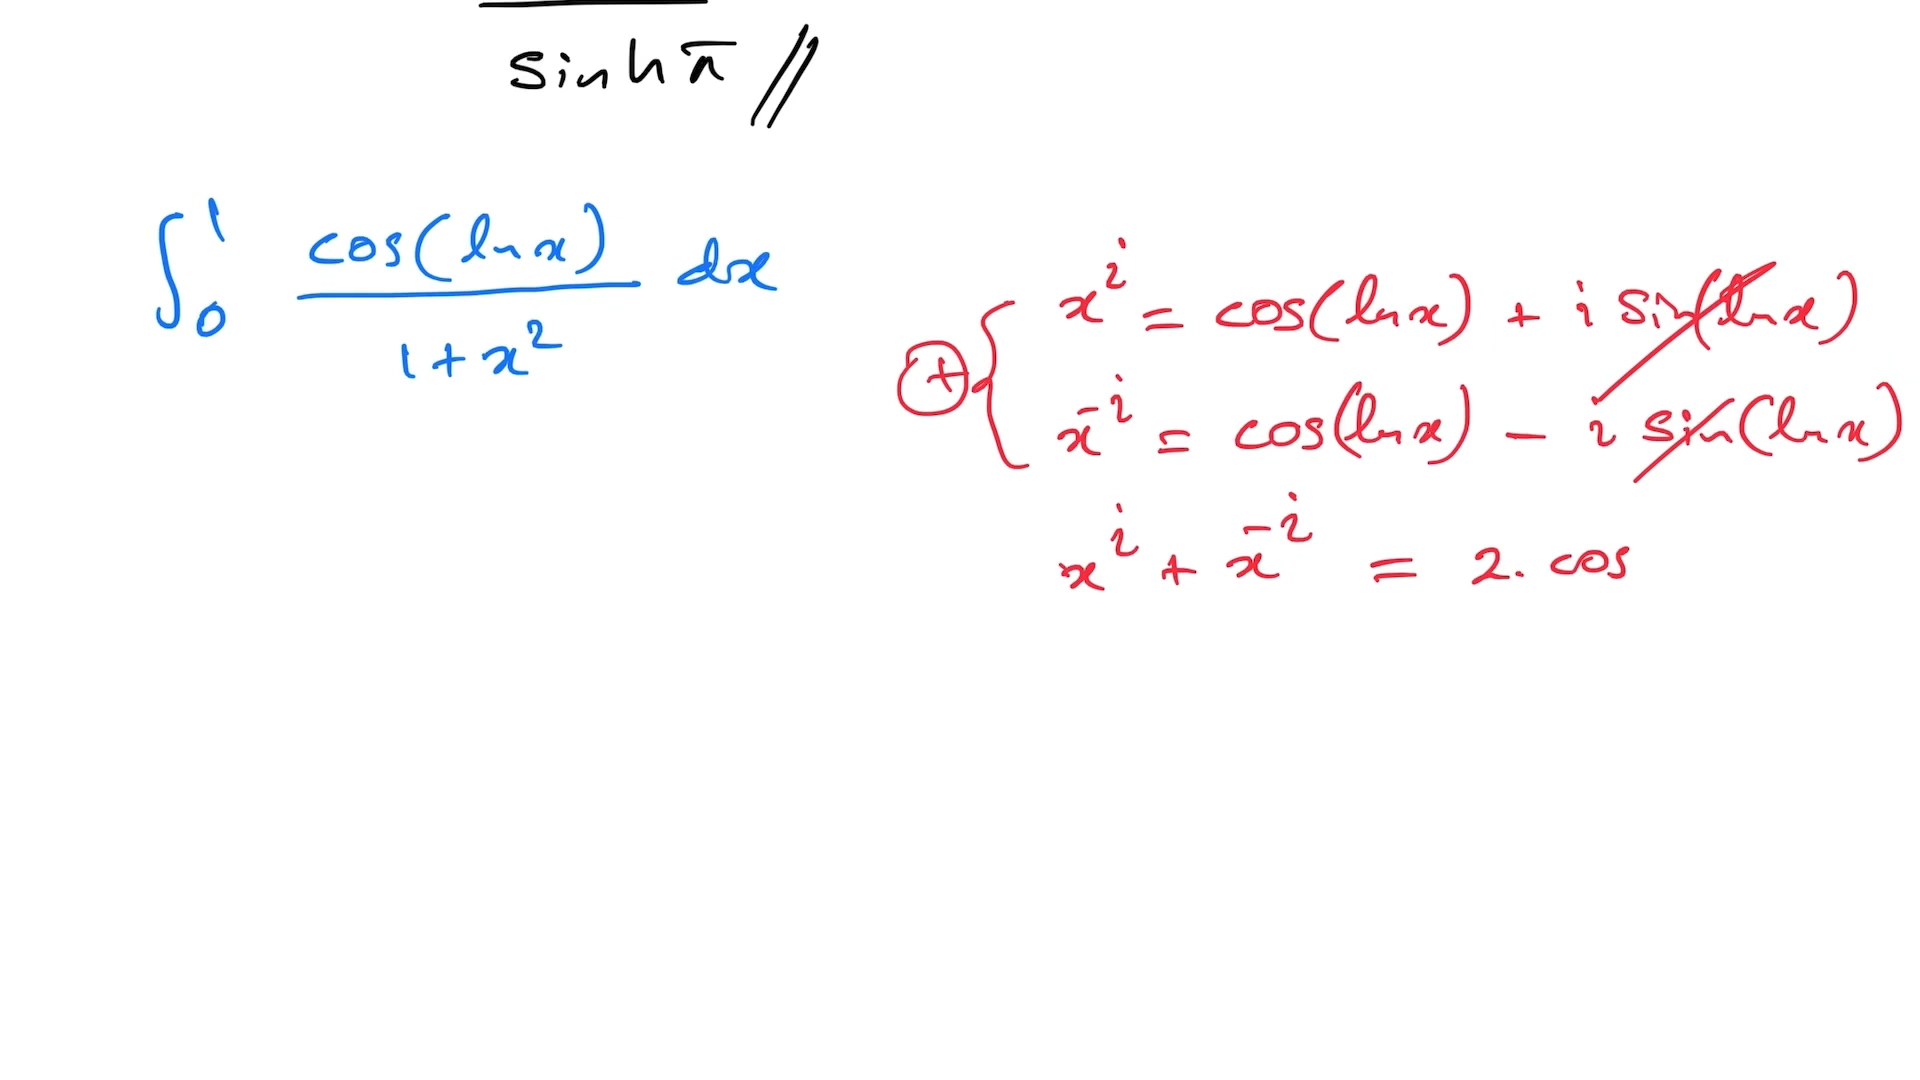 sinh π //
∫₀¹ cos(ln x) / (1 + x²) dx
x^i = cos(ln x) + i sin(ln x)
⊕ { x^-i = cos(ln x) − i sin(ln x)
x^i + x^-i = 2. cos